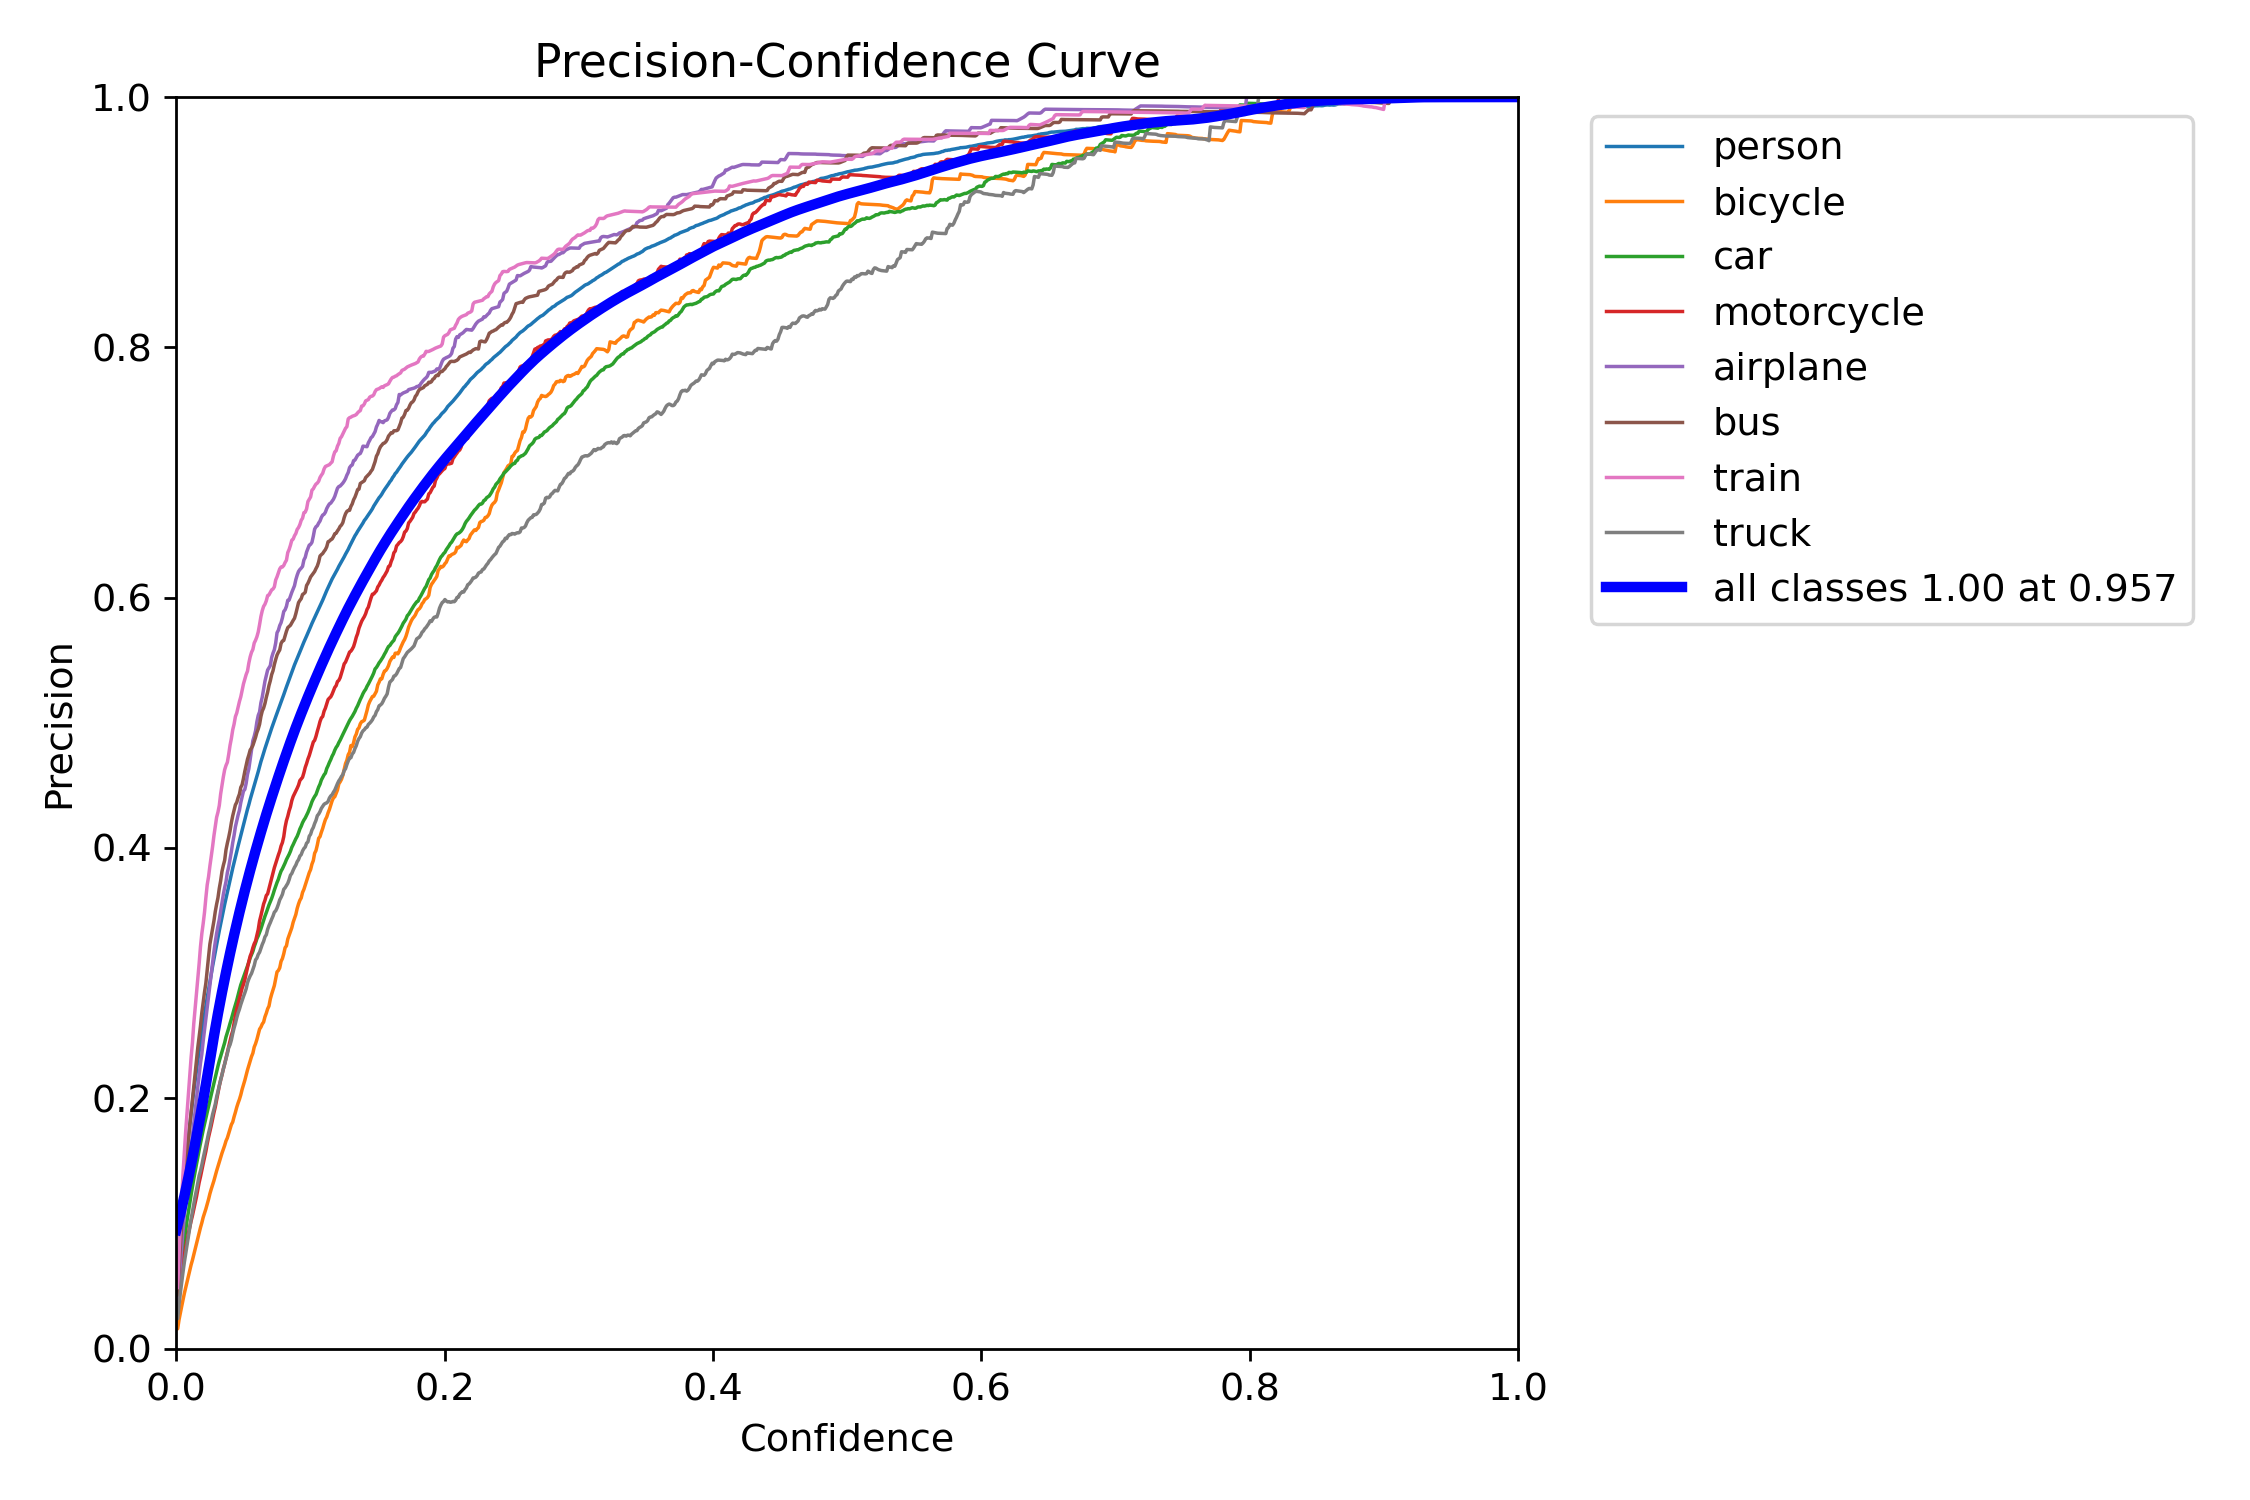 Precision-Confidence Curve
1.0
0.8
0.6
0.4
0.2
0.0
Precision
0.0 0.2 0.4 0.6 0.8 1.0
Confidence
person
bicycle
car
motorcycle
airplane
bus
train
truck
all classes 1.00 at 0.957